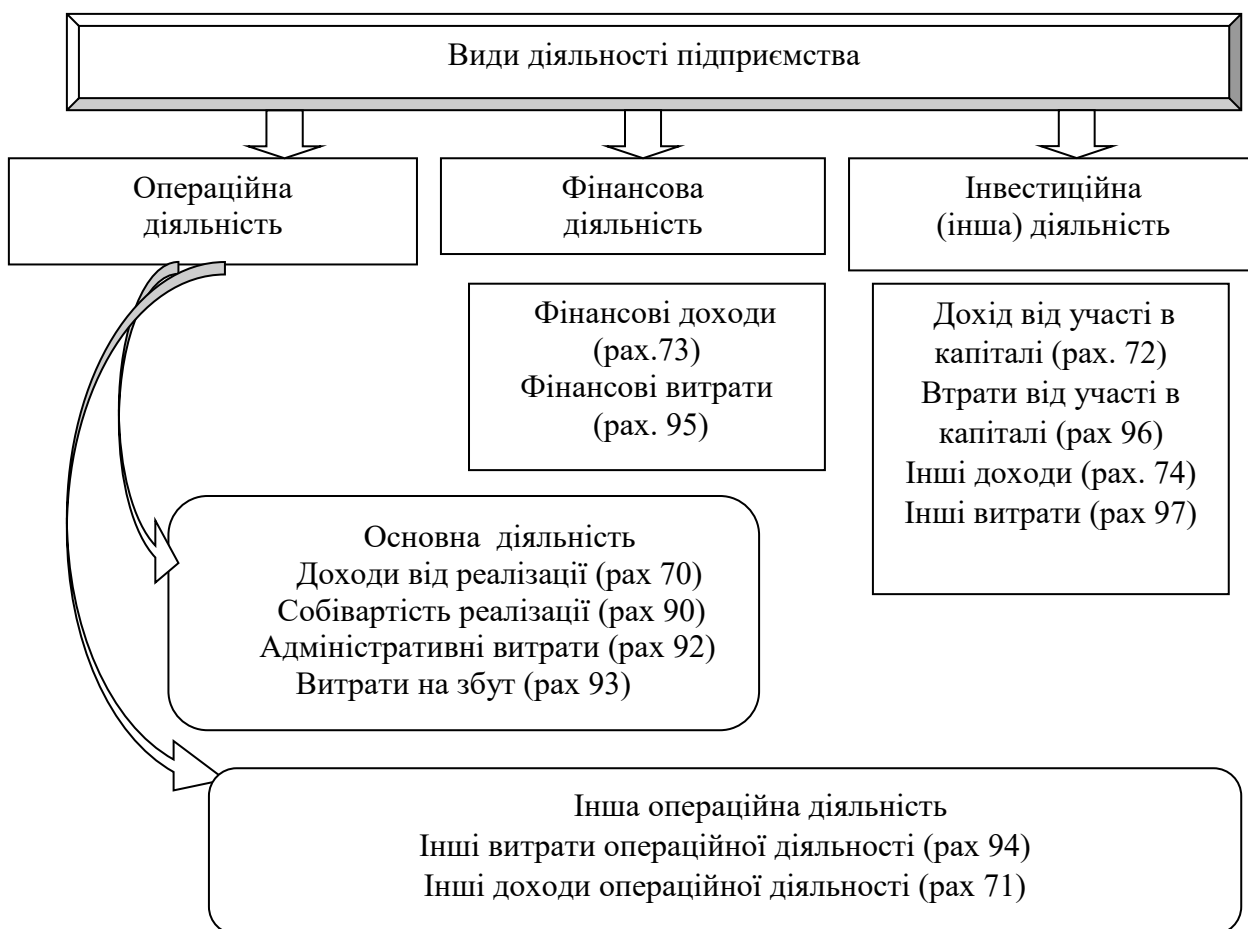 Види діяльності підприємства
Операційна
діяльність
Фінансова
діяльність
Інвестиційна
(інша) діяльність
Фінансові доходи
(рах.73)
Фінансові витрати
(рах. 95)
Дохід від участі в
капіталі (рах. 72)
Втрати від участі в
капіталі (рах 96)
Інші доходи (рах. 74)
Інші витрати (рах 97)
Основна діяльність
Доходи від реалізації (рах 70)
Собівартість реалізації (рах 90)
Адміністративні витрати (рах 92)
Витрати на збут (рах 93)
Інша операційна діяльність
Інші витрати операційної діяльності (рах 94)
Інші доходи операційної діяльності (рах 71)